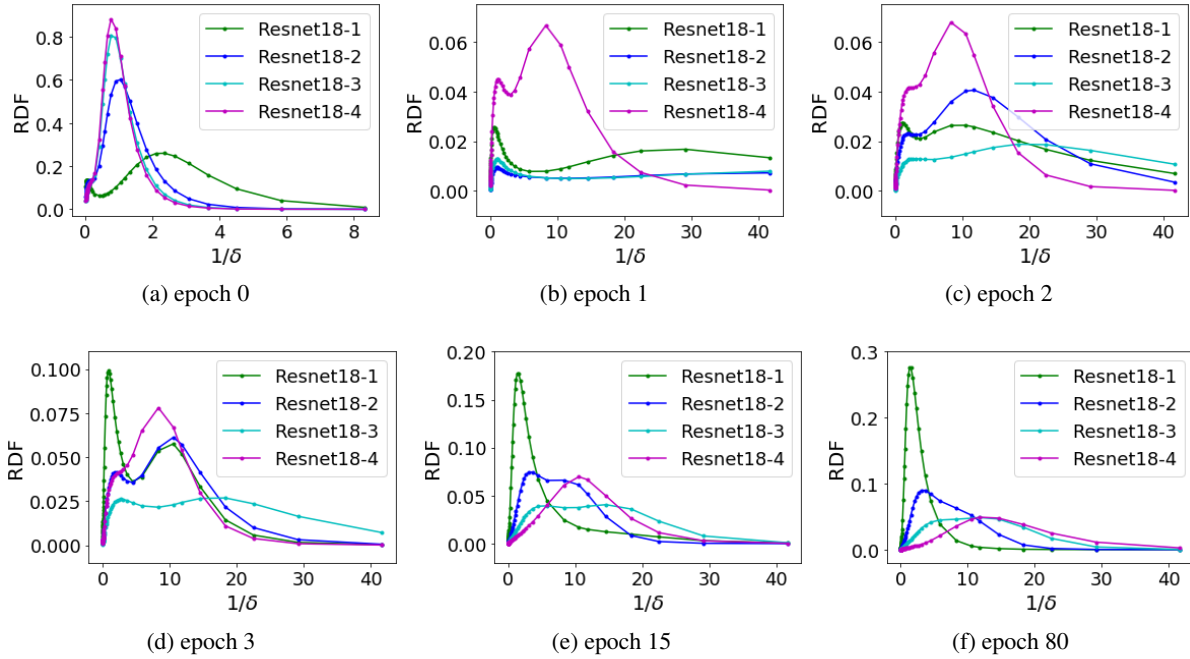 RDF
0.8
0.6
0.4
0.2
0.0
0 2 4 6 8
1/δ
Resnet18-1
Resnet18-2
Resnet18-3
Resnet18-4
(a) epoch 0
RDF
0.06
0.04
0.02
0.00
0 10 20 30 40
1/δ
Resnet18-1
Resnet18-2
Resnet18-3
Resnet18-4
(b) epoch 1
RDF
0.06
0.04
0.02
0.00
0 10 20 30 40
1/δ
Resnet18-1
Resnet18-2
Resnet18-3
Resnet18-4
(c) epoch 2
RDF
0.100
0.075
0.050
0.025
0.000
0 10 20 30 40
1/δ
Resnet18-1
Resnet18-2
Resnet18-3
Resnet18-4
(d) epoch 3
RDF
0.20
0.15
0.10
0.05
0.00
0 10 20 30 40
1/δ
Resnet18-1
Resnet18-2
Resnet18-3
Resnet18-4
(e) epoch 15
RDF
0.3
0.2
0.1
0.0
0 10 20 30 40
1/δ
Resnet18-1
Resnet18-2
Resnet18-3
Resnet18-4
(f) epoch 80